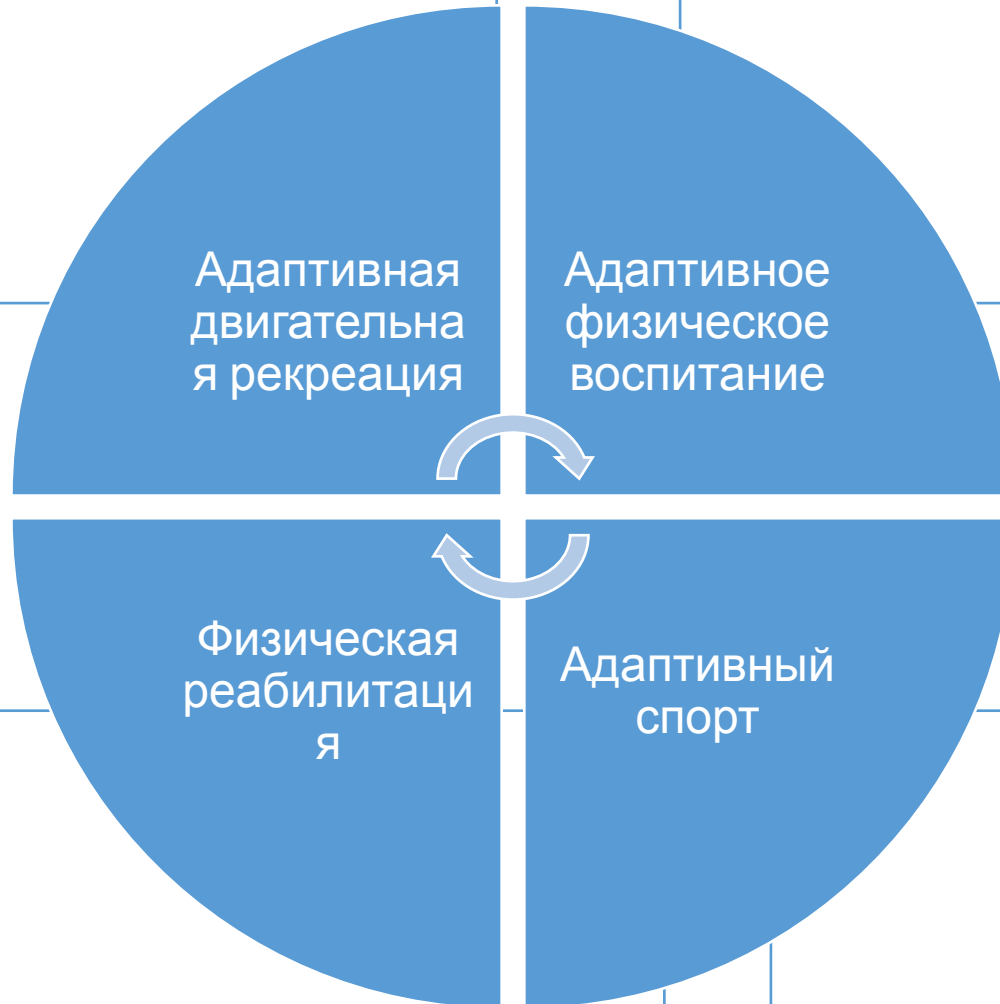 Адаптивная
двигательна
я рекреация
Адаптивное
физическое
воспитание
Физическая
реабилитаци
я
Адаптивный
спорт